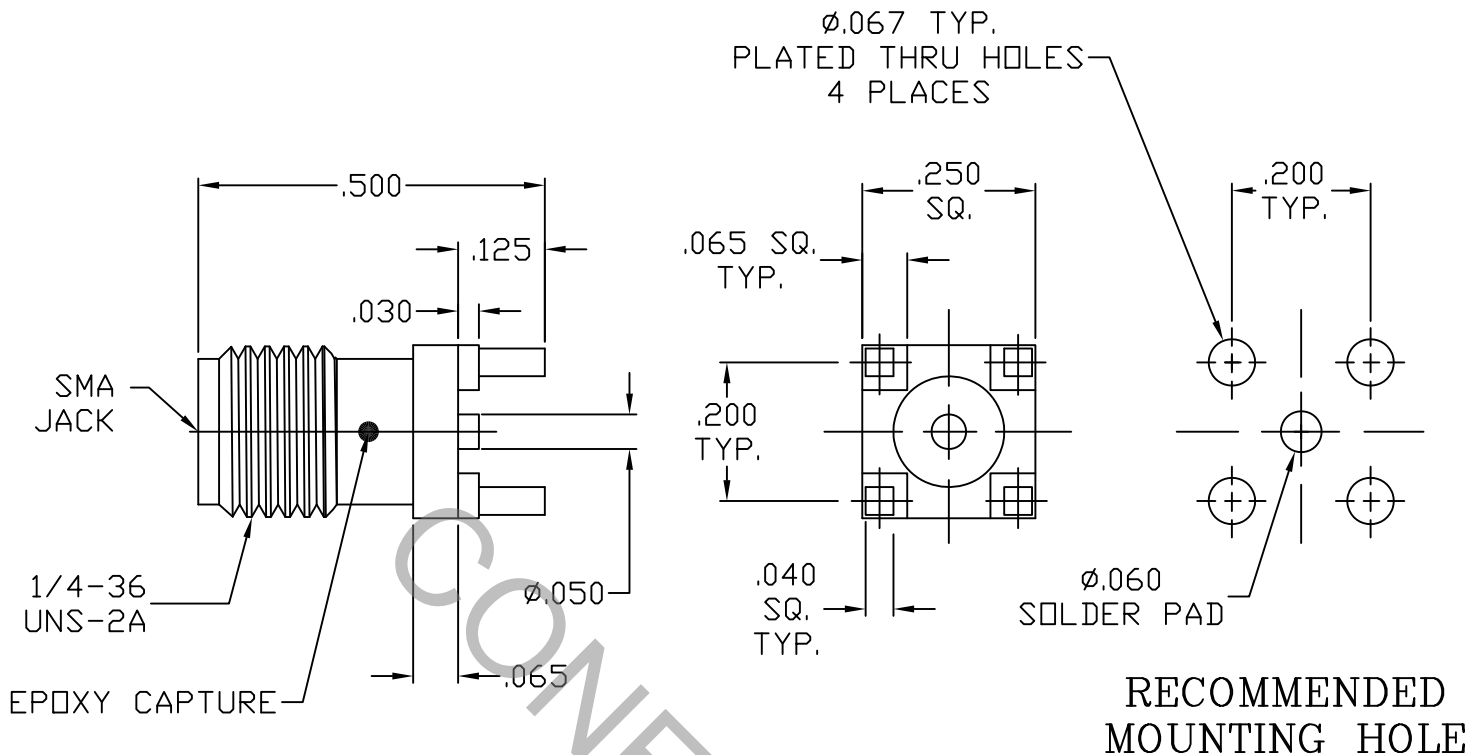 Ø.067 TYP.
PLATED THRU HOLES
4 PLACES
.500
.250
SQ.
.200
TYP.
.125
.065 SQ.
TYP.
.030
SMA
JACK
.200
TYP.
1/4-36
UNS-2A
Ø.050
.040
SQ.
TYP.
Ø.060
SOLDER PAD
.065
EPOXY CAPTURE
RECOMMENDED
MOUNTING HOLE